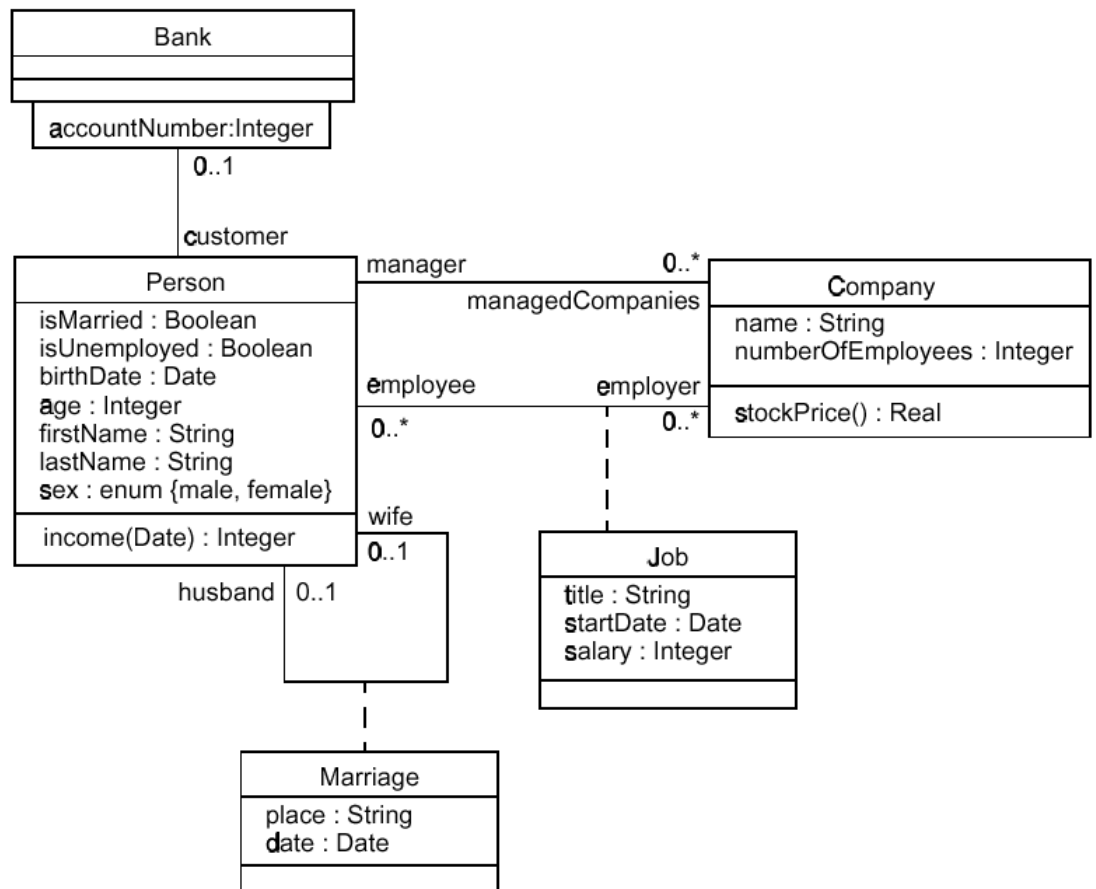 Bank
accountNumber:Integer
0..1
customer
Person
isMarried : Boolean
isUnemployed : Boolean
birthDate : Date
age : Integer
firstName : String
lastName : String
sex : enum {male, female}
income(Date) : Integer
manager
0..*
managedCompanies
Company
name : String
numberOfEmployees : Integer
stockPrice() : Real
employee
employer
0..*
0..*
wife
0..1
husband
0..1
Job
title : String
startDate : Date
salary : Integer
Marriage
place : String
date : Date